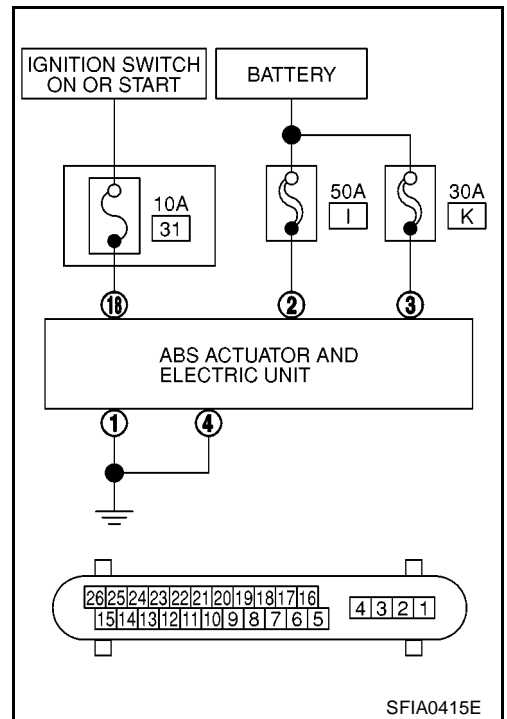 IGNITION SWITCH
ON OR START
BATTERY
10A
31
50A
I
30A
K
18
2
3
ABS ACTUATOR AND
ELECTRIC UNIT
1
4
26 25 24 23 22 21 20 19 18 17 16
15 14 13 12 11 10 9 8 7 6 5
4 3 2 1
SFIA0415E